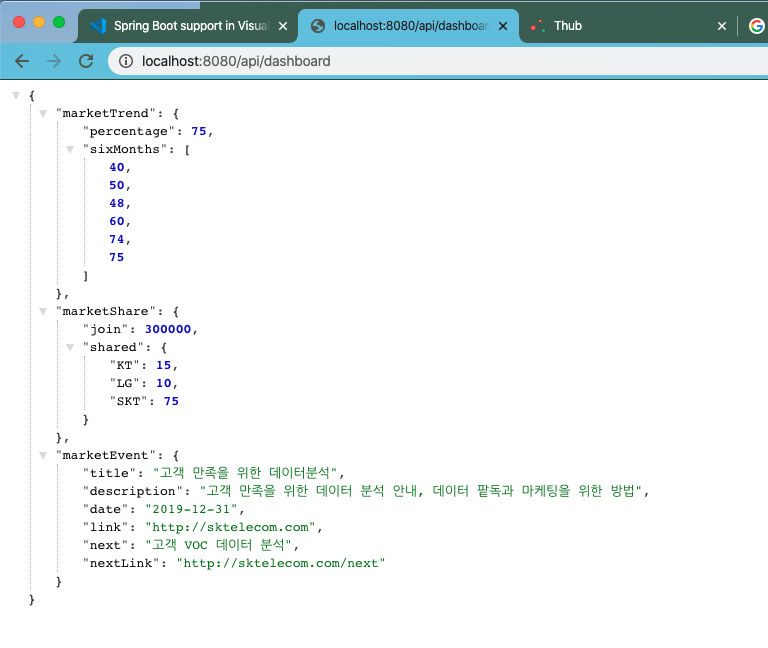 Spring Boot support in Visual
localhost:8080/api/dashboar
Thub
localhost:8080/api/dashboard
{
"marketTrend": {
"percentage": 75,
"sixMonths": [
40,
50,
48,
60,
74,
75
]
},
"marketShare": {
"join": 300000,
"shared": {
"KT": 15,
"LG": 10,
"SKT": 75
}
},
"marketEvent": {
"title": "고객 만족을 위한 데이터분석",
"description": "고객 만족을 위한 데이터 분석 안내, 데이터 팥독과 마케팅을 위한 방법",
"date": "2019-12-31",
"link": "http://sktelecom.com",
"next": "고객 VOC 데이터 분석",
"nextLink": "http://sktelecom.com/next"
}
}